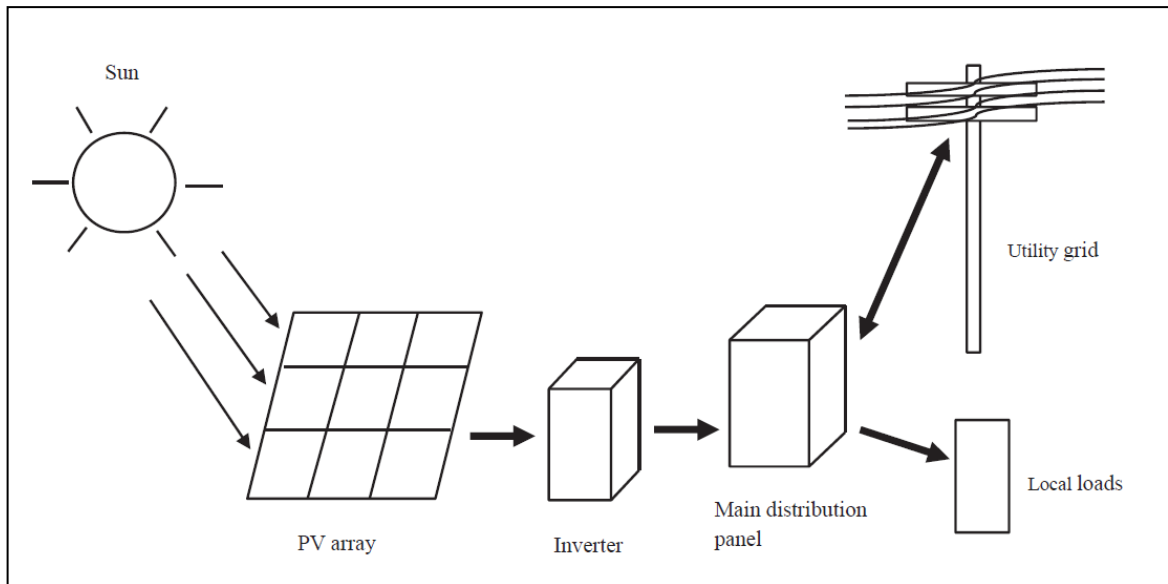 Sun
Utility grid
Local loads
Main distribution
panel
Inverter
PV array